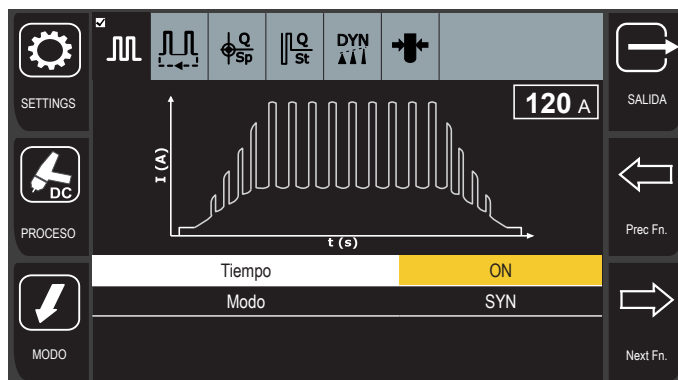 Q
Sp
Q
St
DYN
SETTINGS
120 A
SALIDA
I (A)
DC
PROCESO
t (s)
Prec Fn.
Tiempo ON
Modo SYN
MODO
Next Fn.